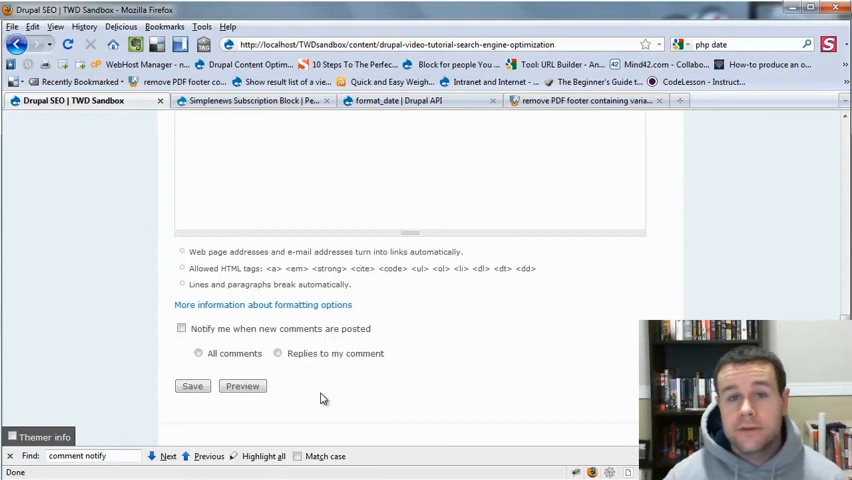 Drupal SEO | TWD Sandbox - Mozilla Firefox
File Edit View History Delicious Bookmarks Tools Help
TAG http://localhost/TWDsandbox/content/drupal-video-tutorial-search-engine-optimization php date
WebHost Manager - ... Drupal Content Optim... 10 Steps To The Perfec... Block for people You ... Tool: URL Builder - An... Mind42.com - Collabo... How-to produce an o...
Recently Bookmarked remove PDF footer co... Show result list of a se... Quick and Easy Weigh... Intranet and Internet - ... The Beginner's Guide t... CodeLesson - Instruct...
Drupal SEO | TWD Sandbox Simplenews Subscription Block | Pe... format_date | Drupal API remove PDF footer containing varia...
Web page addresses and e-mail addresses turn into links automatically.
Allowed HTML tags: <a> <em> <strong> <cite> <code> <ul> <ol> <li> <dl> <dt> <dd>
Lines and paragraphs break automatically.
More information about formatting options
Notify me when new comments are posted
All comments Replies to my comment
Save Preview
Themer info
Find: comment notify Next Previous Highlight all Match case
Done